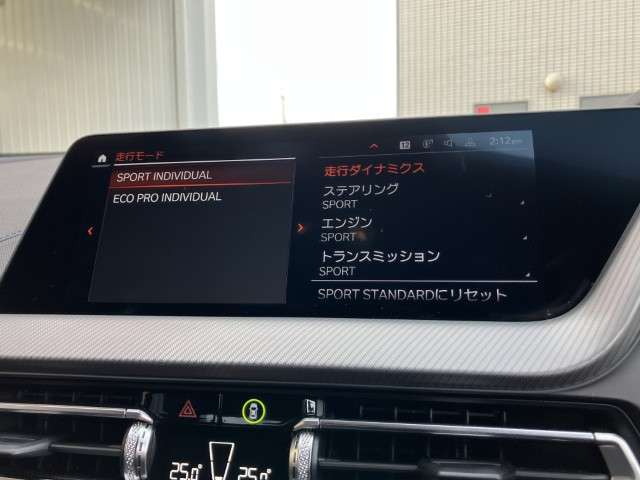 走行モード
12
2:12pm
SPORT INDIVIDUAL
ECO PRO INDIVIDUAL
走行ダイナミクス
ステアリング
SPORT
エンジン
SPORT
トランスミッション
SPORT
SPORT STANDARDにリセット
25.0°
25.0°